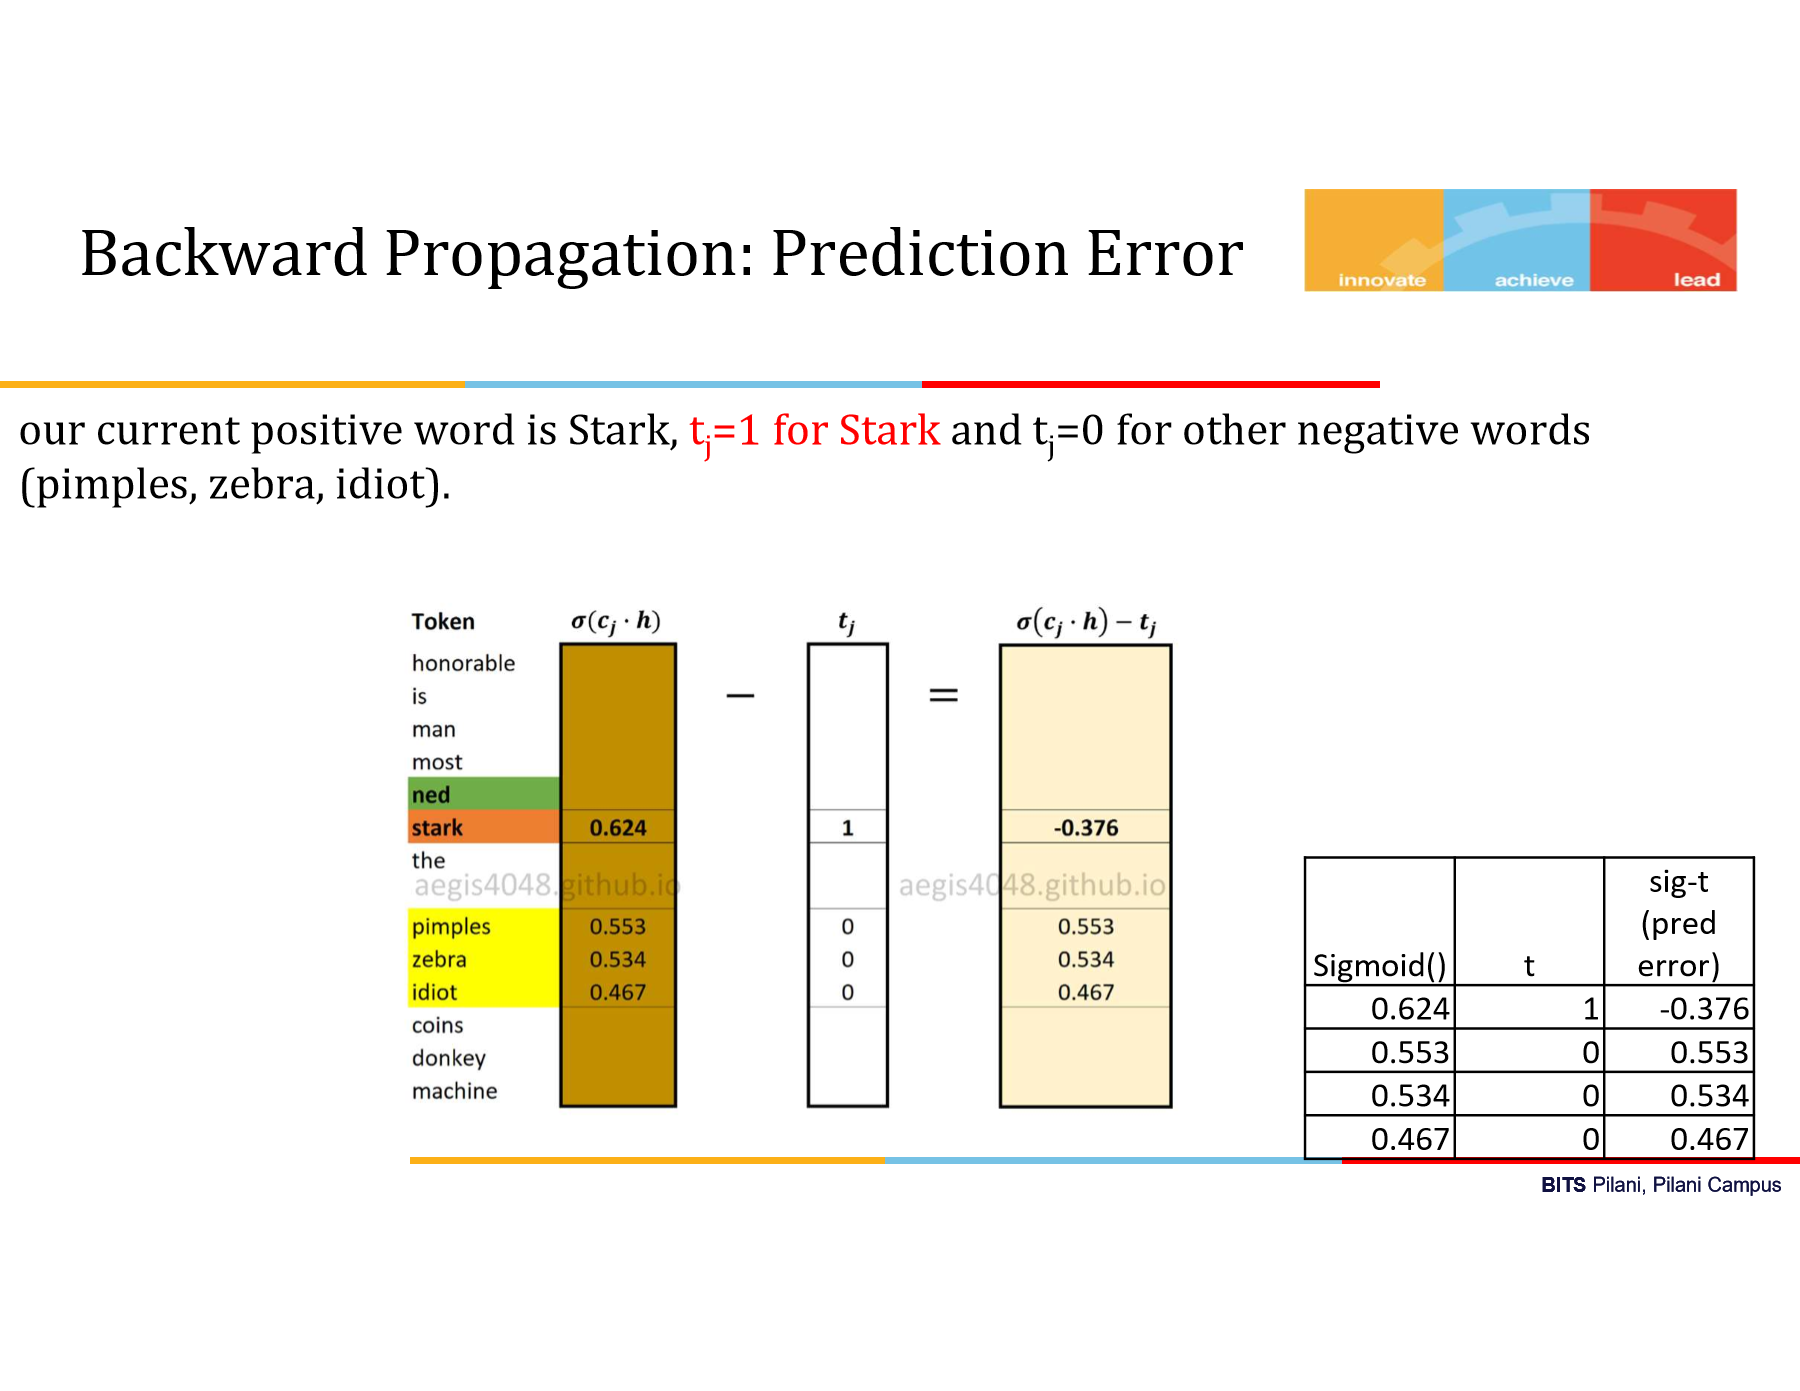 Backward Propagation: Prediction Error
innovate achieve lead
our current positive word is Stark, tj=1 for Stark and tj=0 for other negative words
(pimples, zebra, idiot).
Token σ(cj · h) tj σ(cj · h) − tj
honorable
is − =
man
most
ned
stark 0.624 1 -0.376
the
aegis4048.github.io aegis4048.github.io
pimples 0.553 0 0.553
zebra 0.534 0 0.534
idiot 0.467 0 0.467
coins
donkey
machine
sig-t
(pred
Sigmoid() t error)
0.624 1 -0.376
0.553 0 0.553
0.534 0 0.534
0.467 0 0.467
BITS Pilani, Pilani Campus